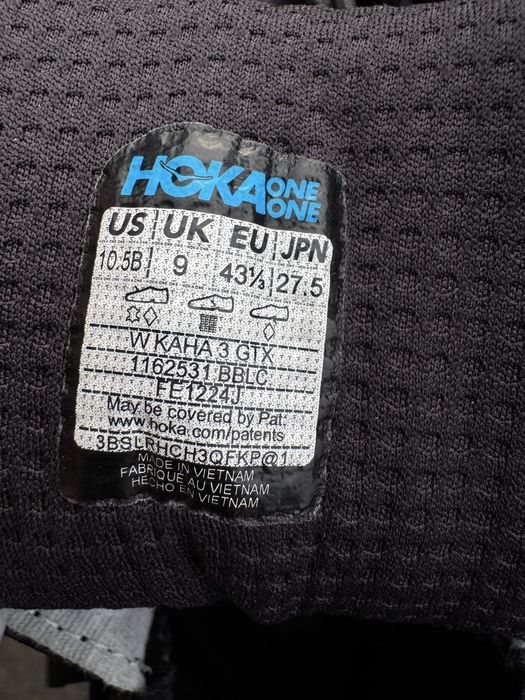 HOKA ONE ONE
US UK EU JPN
10.5B 9 43⅓ 27.5
W KAHA 3 GTX
1162531 BBLC
FE1224J
May be covered by Pat:
www.hoka.com/patents
3BSLRHCH3QFKP@1
MADE IN VIETNAM
FABRIQUÉ AU VIETNAM
HECHO EN VIETNAM